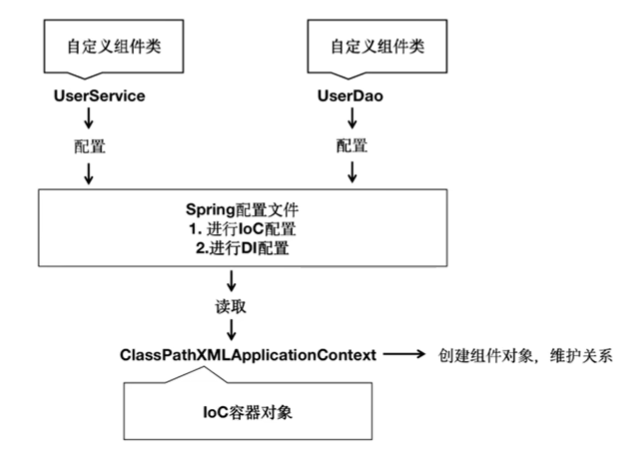 自定义组件类
自定义组件类
UserService
UserDao
配置
配置
Spring配置文件
1. 进行IoC配置
2.进行DI配置
读取
ClassPathXMLApplicationContext
创建组件对象，维护关系
IoC容器对象